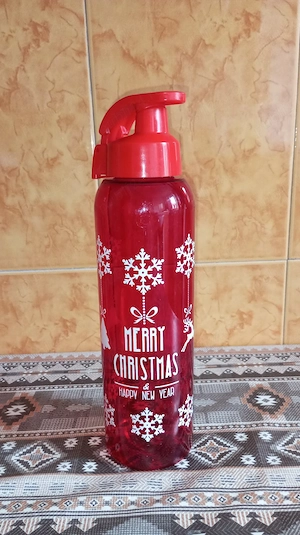 MERRY
CHRISTMAS
&
HAPPY NEW YEAR